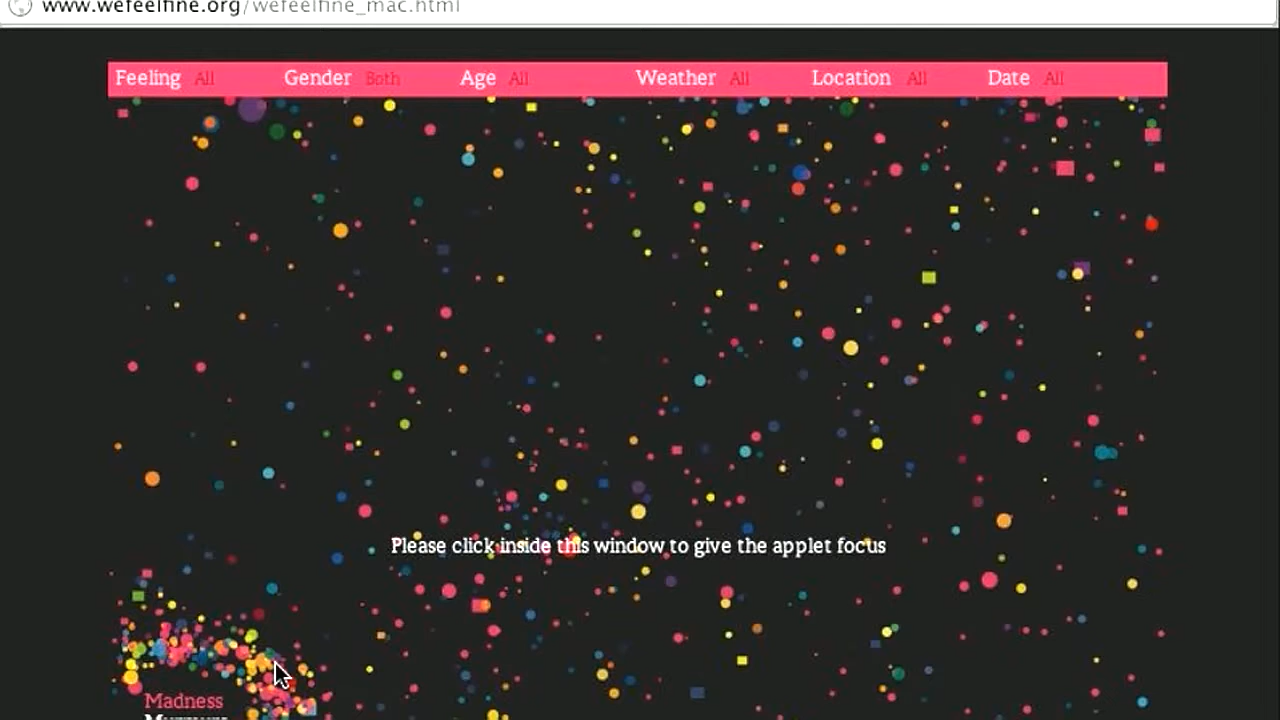 www.wefeelfine.org/wefeelfine_mac.html
Feeling All Gender Both Age All Weather All Location All Date All
Please click inside this window to give the applet focus
Madness